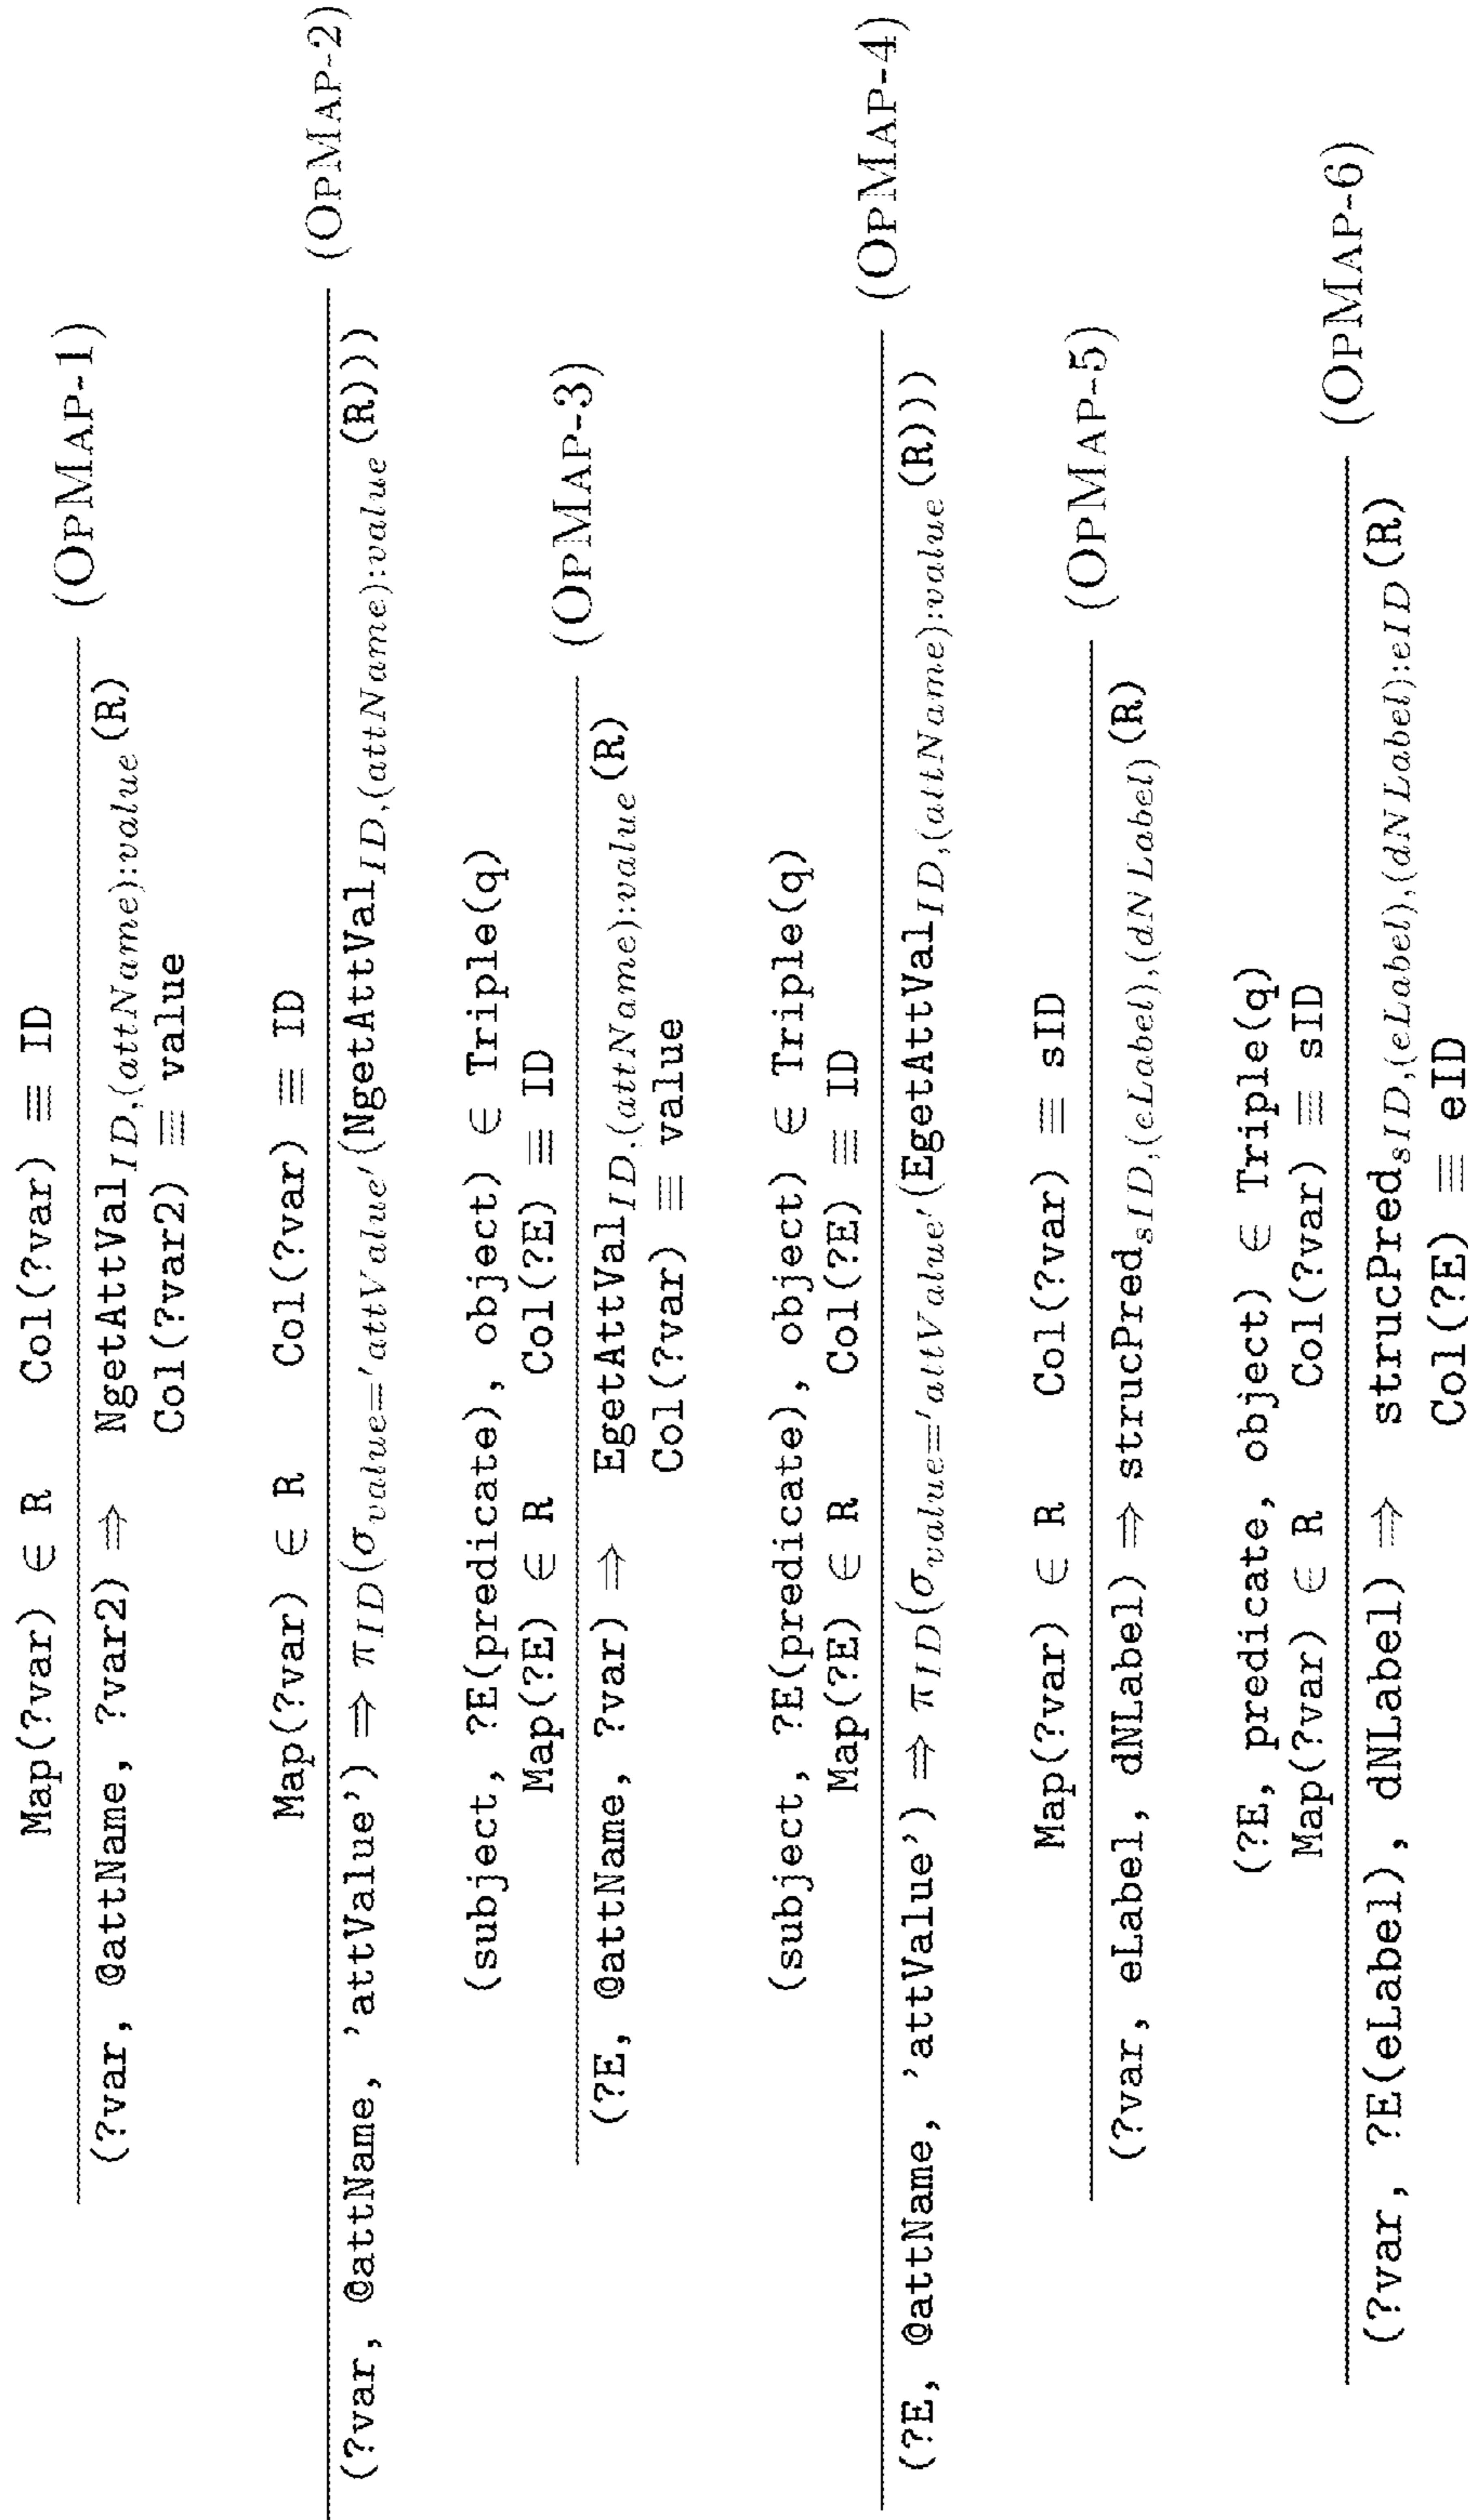 Map(?var) ∈ R Col(?var) ≡ ID
(OPMAP-1)
(?var, @attName, ?var2) ⇒ NgetAttVal_{ID,(attName):value}(R)
Col(?var2) ≡ value
Map(?var) ∈ R Col(?var) ≡ ID
(OPMAP-2)
(?var, @attName, 'attValue') ⇒ π_{ID}(σ_{value='attValue'}(NgetAttVal_{ID,(attName):value}(R)))
(subject, ?E(predicate), object) ∈ Triple(q)
Map(?E) ∈ R Col(?E) ≡ ID
(OPMAP-3)
(?E, @attName, ?var) ⇒ EgetAttVal_{ID,(attName):value}(R)
Col(?var) ≡ value
(subject, ?E(predicate), object) ∈ Triple(q)
Map(?E) ∈ R Col(?E) ≡ ID
(OPMAP-4)
(?E, @attName, 'attValue') ⇒ π_{ID}(σ_{value='attValue'}(EgetAttVal_{ID,(attName):value}(R)))
Map(?var) ∈ R Col(?var) ≡ sID
(OPMAP-5)
(?var, eLabel, dNLabel) ⇒ strucPred_{sID,(eLabel),(dNLabel)}(R)
(?E, predicate, object) ∈ Triple(q)
Map(?var) ∈ R Col(?var) ≡ sID
(OPMAP-6)
(?var, ?E(eLabel), dNLabel) ⇒ strucPred_{sID,(eLabel),(dNLabel):eID}(R)
Col(?E) ≡ eID